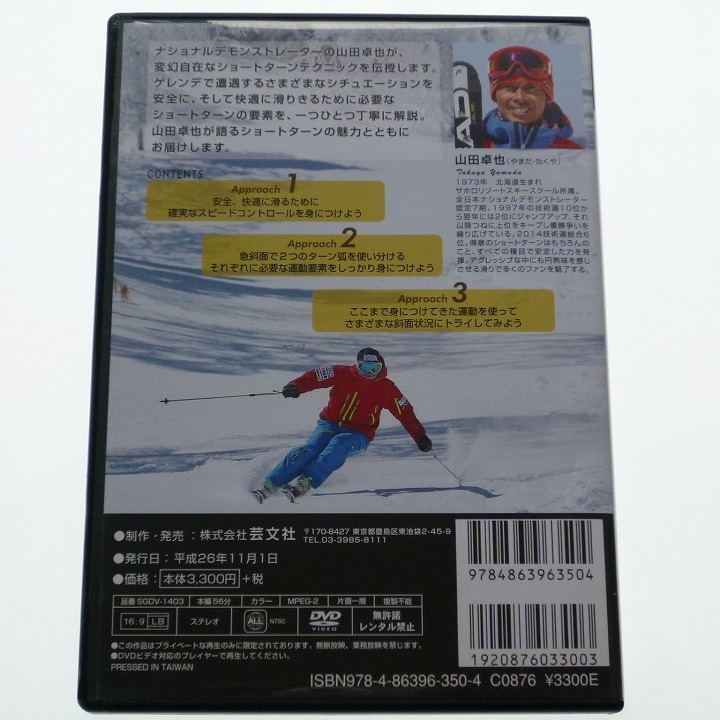 ナショナルデモンストレーターの山田卓也が、
変幻自在なショートターンテクニックを伝授します。
ゲレンデで遭遇するさまざまなシチュエーションを
安全に、そして快適に滑りきるために必要な
ショートターンの要素を、一つひとつ丁寧に解説。
山田卓也が語るショートターンの魅力とともに
お届けします。
山田卓也(やまだ・たくや)
Takuya Yamada
1973年 北海道生まれ
サホロリゾートスキースクール所属。
全日本ナショナルデモンストレーター
認定7期。1997年の技術選10位か
ら翌年には2位にジャンプアップ。それ
以降つねに上位をキープし優勝争いを
繰り広げている。2014技術選総合6
位。得意のショートターンはもちろんの
こと、すべての種目で安定した力を発
揮。アグレッシブな中にも円熟味を感じ
させる滑りで多くのファンを魅了する。
CONTENTS
Approach 1
安全、快適に滑るために
確実なスピードコントロールを身につけよう
Approach 2
急斜面で2つのターン弧を使い分ける
それぞれに必要な運動要素をしっかり身につけよう
Approach 3
ここまで身につけてきた運動を使って
さまざまな斜面状況にトライしてみよう
●制作・発売:株式会社芸文社 〒170-8427 東京都豊島区東池袋2-45-9
TEL.03-3985-8111
●発行日:平成26年11月1日
●価格:本体3,300円+税
品番 SGDV-1403 本編56分 カラー MPEG-2 片面一層 複製不能
16:9 LB ステレオ ALL NTSC DVD VIDEO 無許諾レンタル禁止
●この作品はプライベートな再生のみに限定されております。無断放映、業務放映を禁じます。
●DVDビデオ対応のプレイヤーで再生してください。
PRESSED IN TAIWAN
9784863963504
1920876033003
ISBN978-4-86396-350-4 C0876 ¥3300E